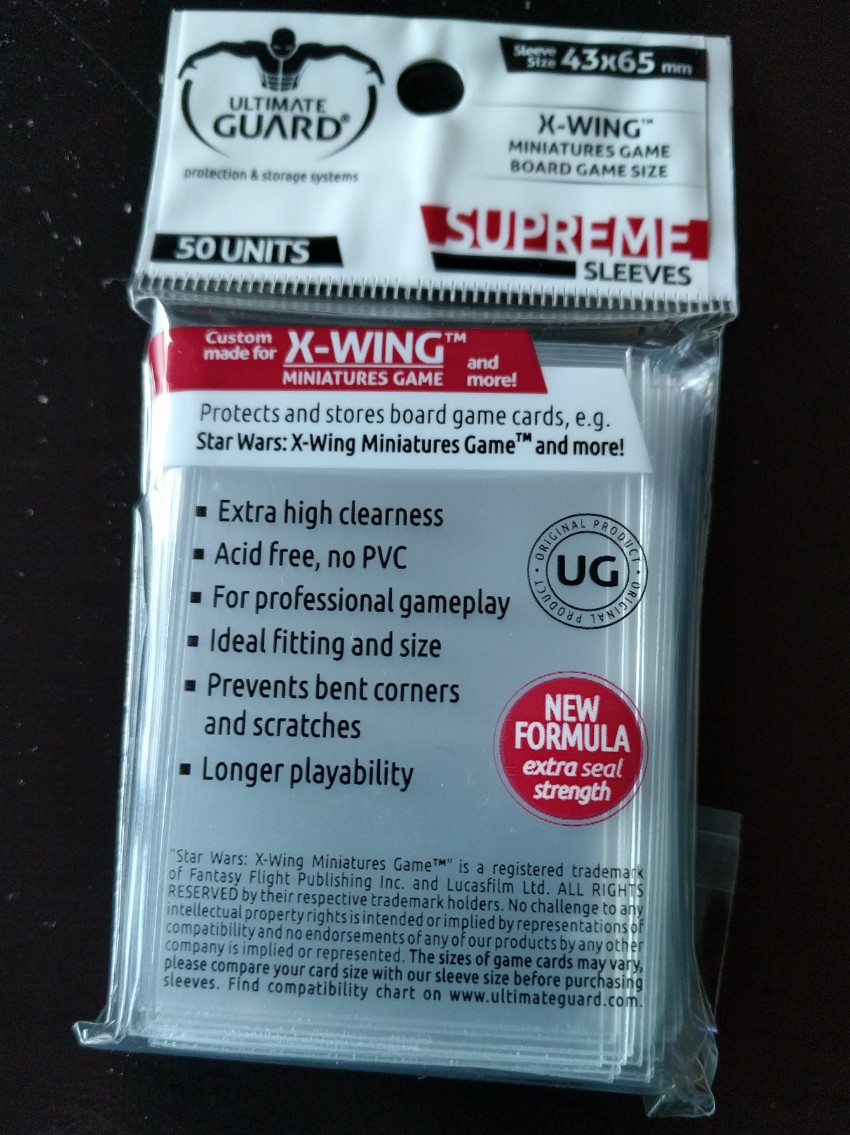 ULTIMATE
GUARD®
protection & storage systems
50 UNITS
Sleeve
Size 43x65 mm
X-WING™
MINIATURES GAME
BOARD GAME SIZE
SUPREME
SLEEVES
Custom
made for
X-WING™
MINIATURES GAME
and
more!
Protects and stores board game cards, e.g.
Star Wars: X-Wing Miniatures Game™ and more!
▪ Extra high clearness
▪ Acid free, no PVC
▪ For professional gameplay
▪ Ideal fitting and size
▪ Prevents bent corners
and scratches
▪ Longer playability
ORIGINAL PRODUCT • ORIGINAL PRODUCT •
UG
NEW
FORMULA
extra seal
strength
"Star Wars: X-Wing Miniatures Game™" is a registered trademark
of Fantasy Flight Publishing Inc. and Lucasfilm Ltd. ALL RIGHTS
RESERVED by their respective trademark holders. No challenge to any
intellectual property rights is intended or implied by representations of
compatibility and no endorsements of any of our products by any other
company is implied or represented. The sizes of game cards may vary,
please compare your card size with our sleeve size before purchasing
sleeves. Find compatibility chart on www.ultimateguard.com.